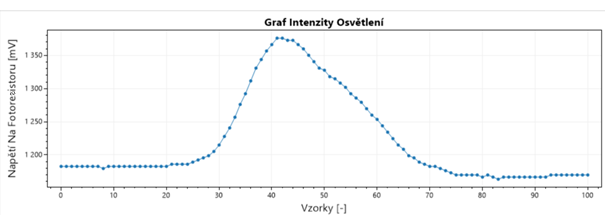 Graf Intenzity Osvětlení
Napětí Na Fotoresistoru [mV]
1 350
1 300
1 250
1 200
0 10 20 30 40 50 60 70 80 90 100
Vzorky [-]